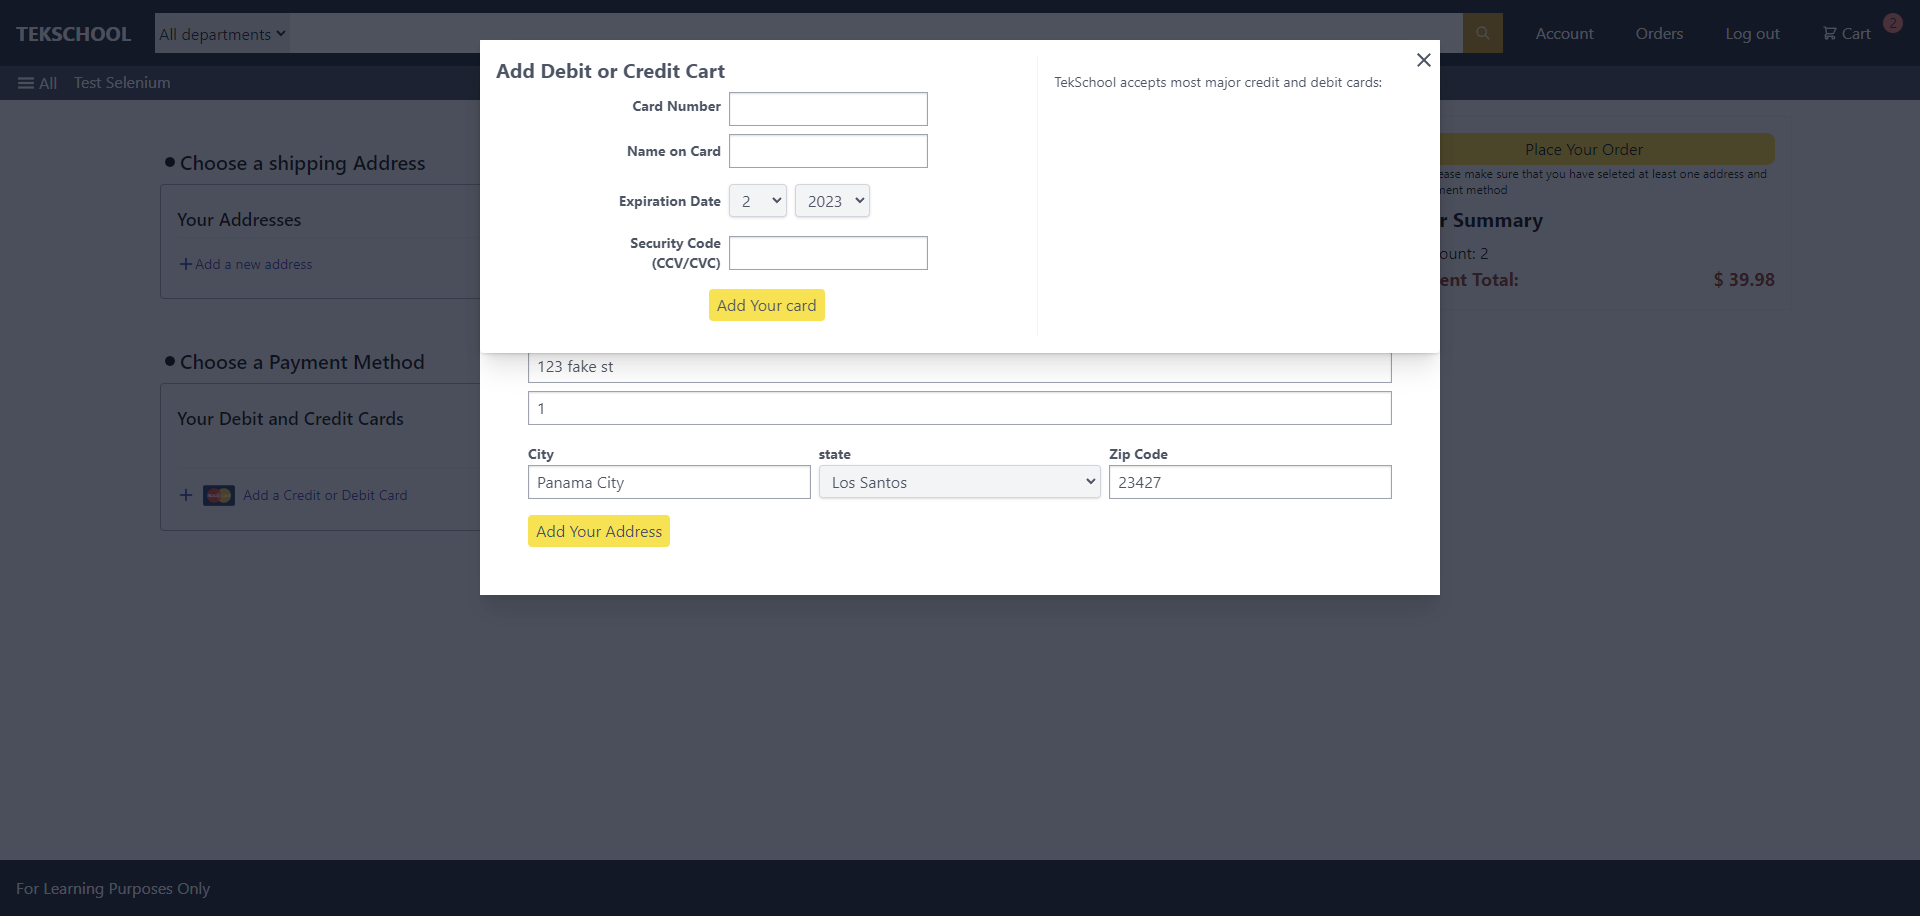 TEKSCHOOL
All departments
Account
Orders
Log out
Cart
2
All
Test Selenium
Add Debit or Credit Cart
Card Number
Name on Card
Expiration Date
2
2023
Security Code
(CCV/CVC)
Add Your card
TekSchool accepts most major credit and debit cards:
Choose a shipping Address
Your Addresses
Add a new address
Choose a Payment Method
Your Debit and Credit Cards
Add a Credit or Debit Card
123 fake st
1
City
state
Zip Code
Panama City
Los Santos
23427
Add Your Address
Place Your Order
make sure that you have seleted at least one address and
method
Summary
2
Total:
$ 39.98
For Learning Purposes Only